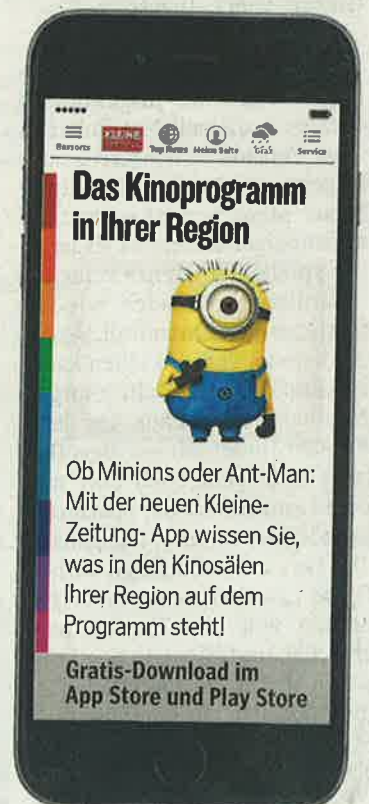 Ressorts
KLEINE
Top News
Meine Seite
Graz
Service
Das Kinoprogramm
in Ihrer Region
Ob Minions oder Ant-Man:
Mit der neuen Kleine-
Zeitung- App wissen Sie,
was in den Kinosälen
Ihrer Region auf dem
Programm steht!
Gratis-Download im
App Store und Play Store